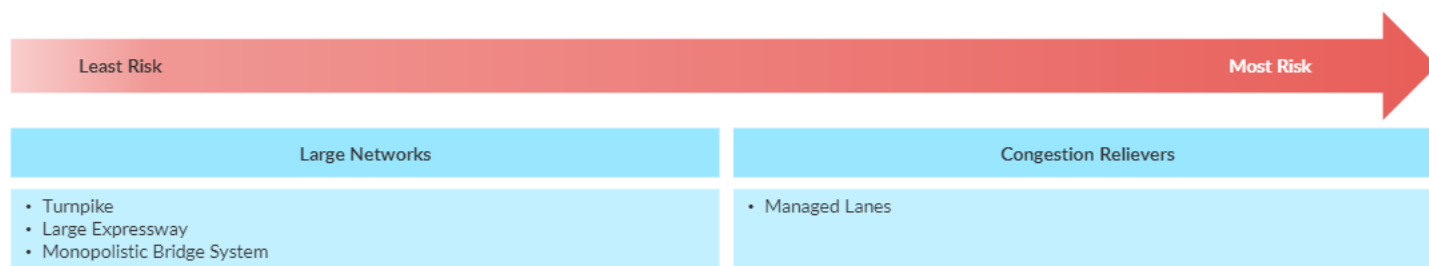 Least Risk
Most Risk
Large Networks
Congestion Relievers
• Turnpike
• Large Expressway
• Monopolistic Bridge System
• Managed Lanes